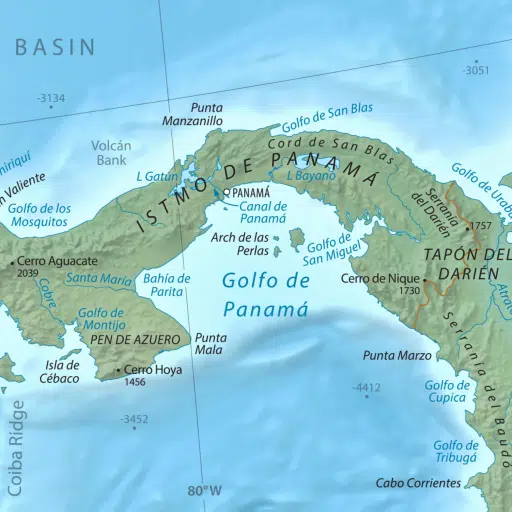 BASIN
-3134
-3051
Punta
Manzanillo
Golfo de San Blas
Cord de San Blas
Volcán
Bank
hiriquí
n Valiente
L Gatún
ISTMO DE PANAMÁ
L Bayano
Golfo de Urabá
PANAMÁ
Canal de
Panamá
Golfo de los
Mosquitos
Serranía
del Darién
1757
Arch de las
Perlas
Golfo de
San Miguel
TAPÓN DEL
DARIÉN
Cerro Aguacate
2039
Santa María
Bahía de
Parita
Golfo de
Panamá
Cerro de Nique
1730
Cobre
Golfo de
Montijo
PEN DE AZUERO
Punta
Mala
Serranía del Baudó
Punta Marzo
Isla de
Cébaco
Cerro Hoya
1456
-4412
Golfo de
Cupica
-3452
Coiba Ridge
Golfo de
Tribugá
80°W
Cabo Corrientes